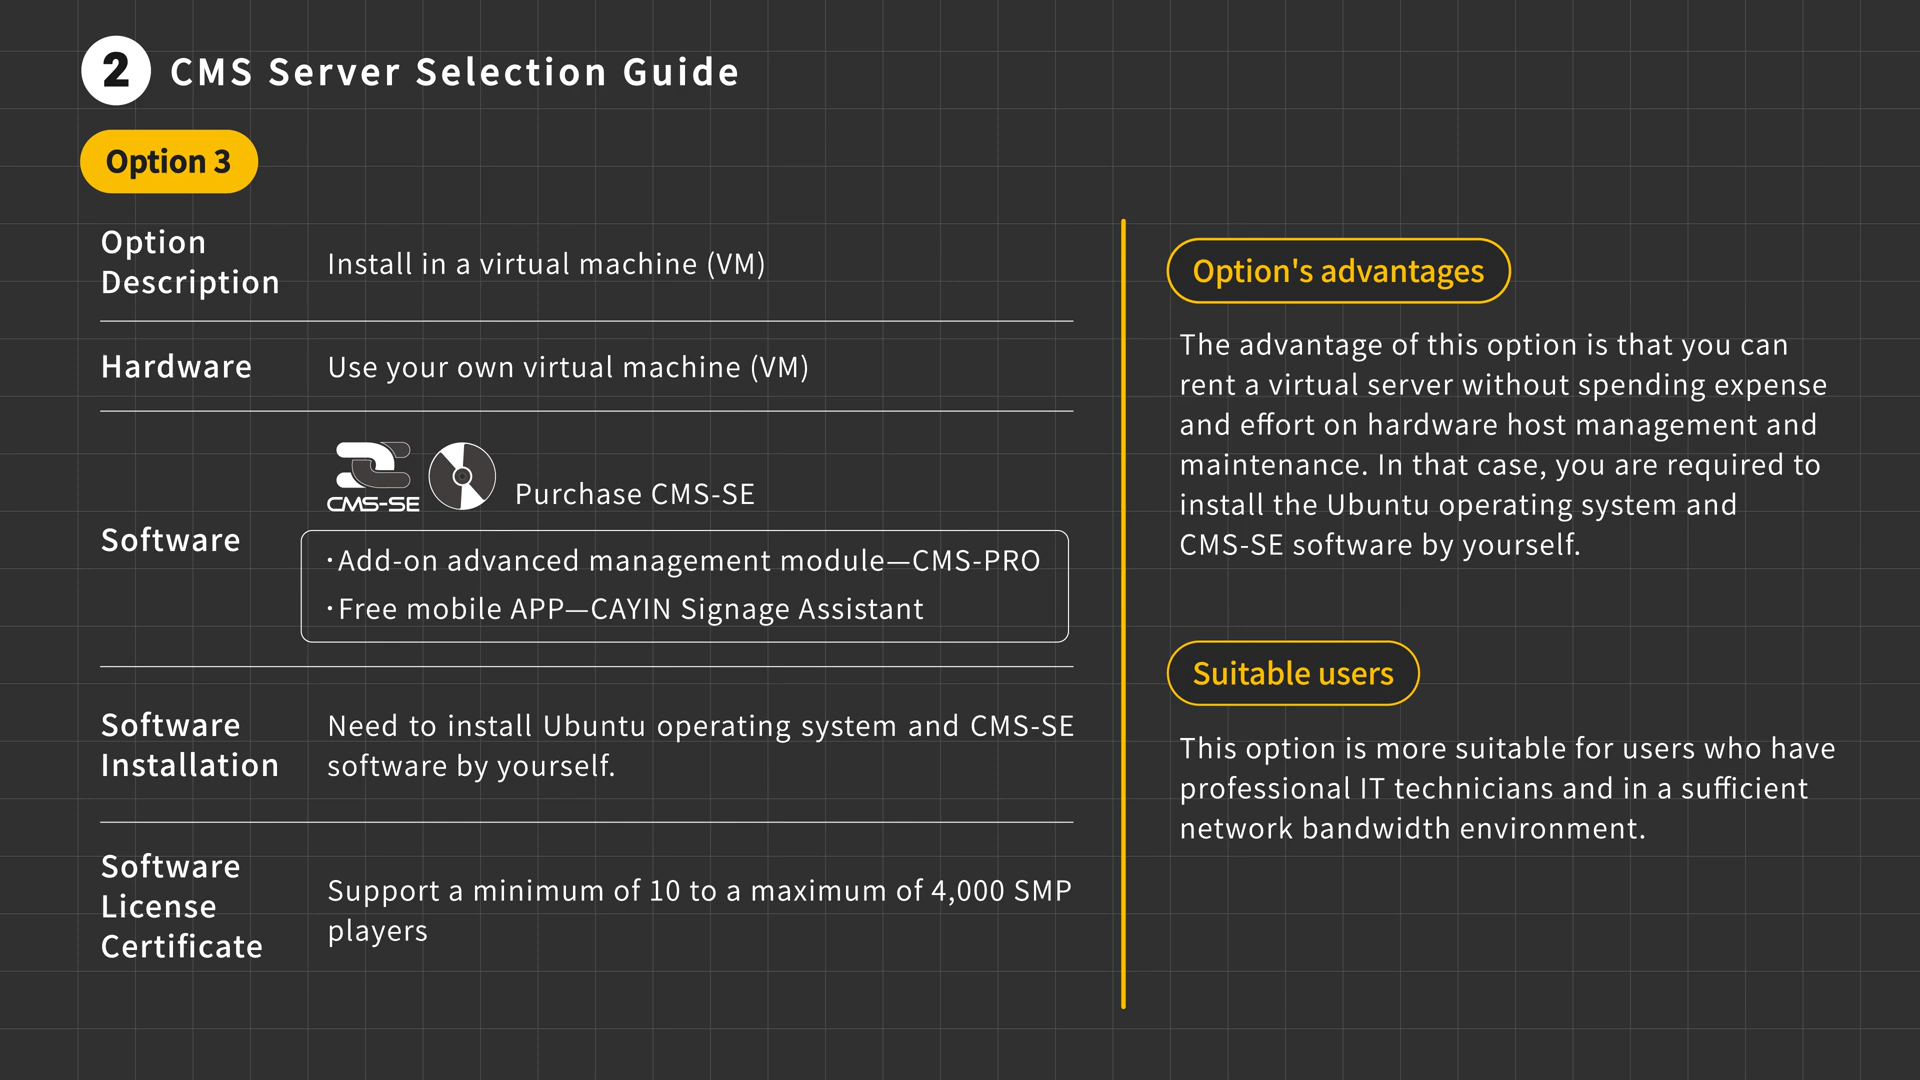 2 CMS Server Selection Guide
Option 3
Option
Description
Install in a virtual machine (VM)
Hardware
Use your own virtual machine (VM)
Software
CMS-SE
Purchase CMS-SE
·Add-on advanced management module—CMS-PRO
·Free mobile APP—CAYIN Signage Assistant
Software
Installation
Need to install Ubuntu operating system and CMS-SE
software by yourself.
Software
License
Certificate
Support a minimum of 10 to a maximum of 4,000 SMP
players
Option's advantages
The advantage of this option is that you can
rent a virtual server without spending expense
and effort on hardware host management and
maintenance. In that case, you are required to
install the Ubuntu operating system and
CMS-SE software by yourself.
Suitable users
This option is more suitable for users who have
professional IT technicians and in a sufficient
network bandwidth environment.